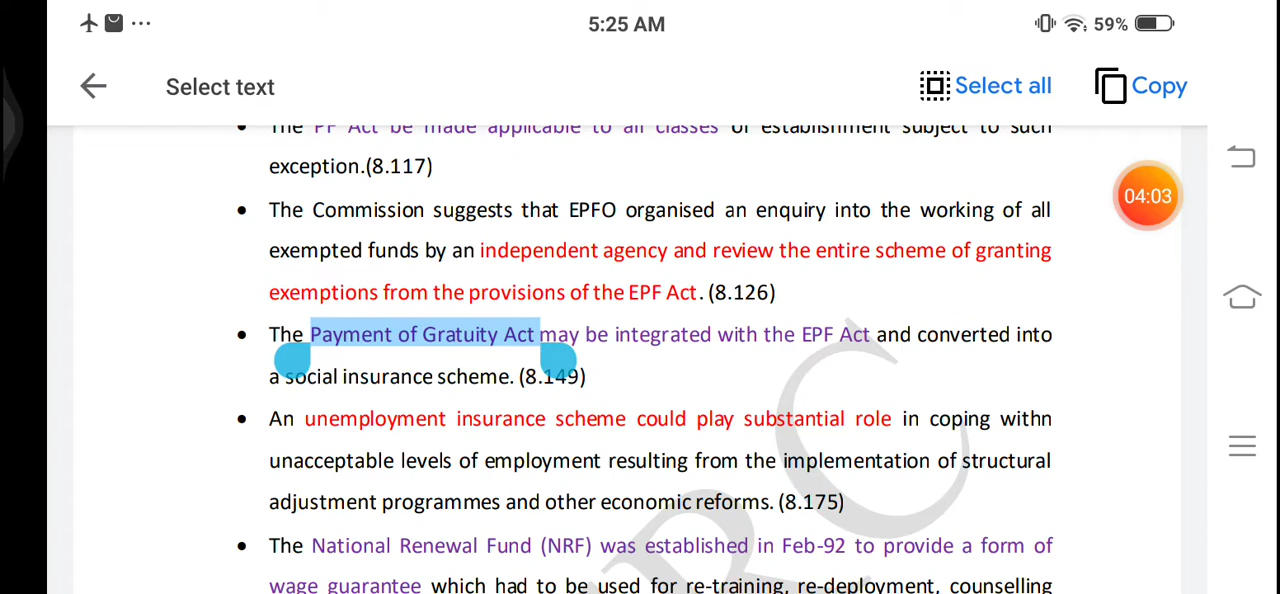 5:25 AM
59%
Select text
Select all
Copy
04:03
• The PF Act be made applicable to all classes of establishment subject to such
exception.(8.117)
• The Commission suggests that EPFO organised an enquiry into the working of all
exempted funds by an independent agency and review the entire scheme of granting
exemptions from the provisions of the EPF Act. (8.126)
• The Payment of Gratuity Act may be integrated with the EPF Act and converted into
a social insurance scheme. (8.149)
• An unemployment insurance scheme could play substantial role in coping withn
unacceptable levels of employment resulting from the implementation of structural
adjustment programmes and other economic reforms. (8.175)
• The National Renewal Fund (NRF) was established in Feb-92 to provide a form of
wage guarantee which had to be used for re-training, re-deployment, counselling